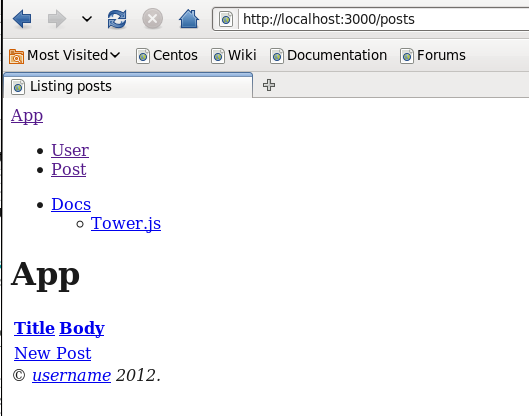 http://localhost:3000/posts
Most Visited Centos Wiki Documentation Forums
Listing posts
App
User
Post
Docs
Tower.js
App
Title Body
New Post
© username 2012.